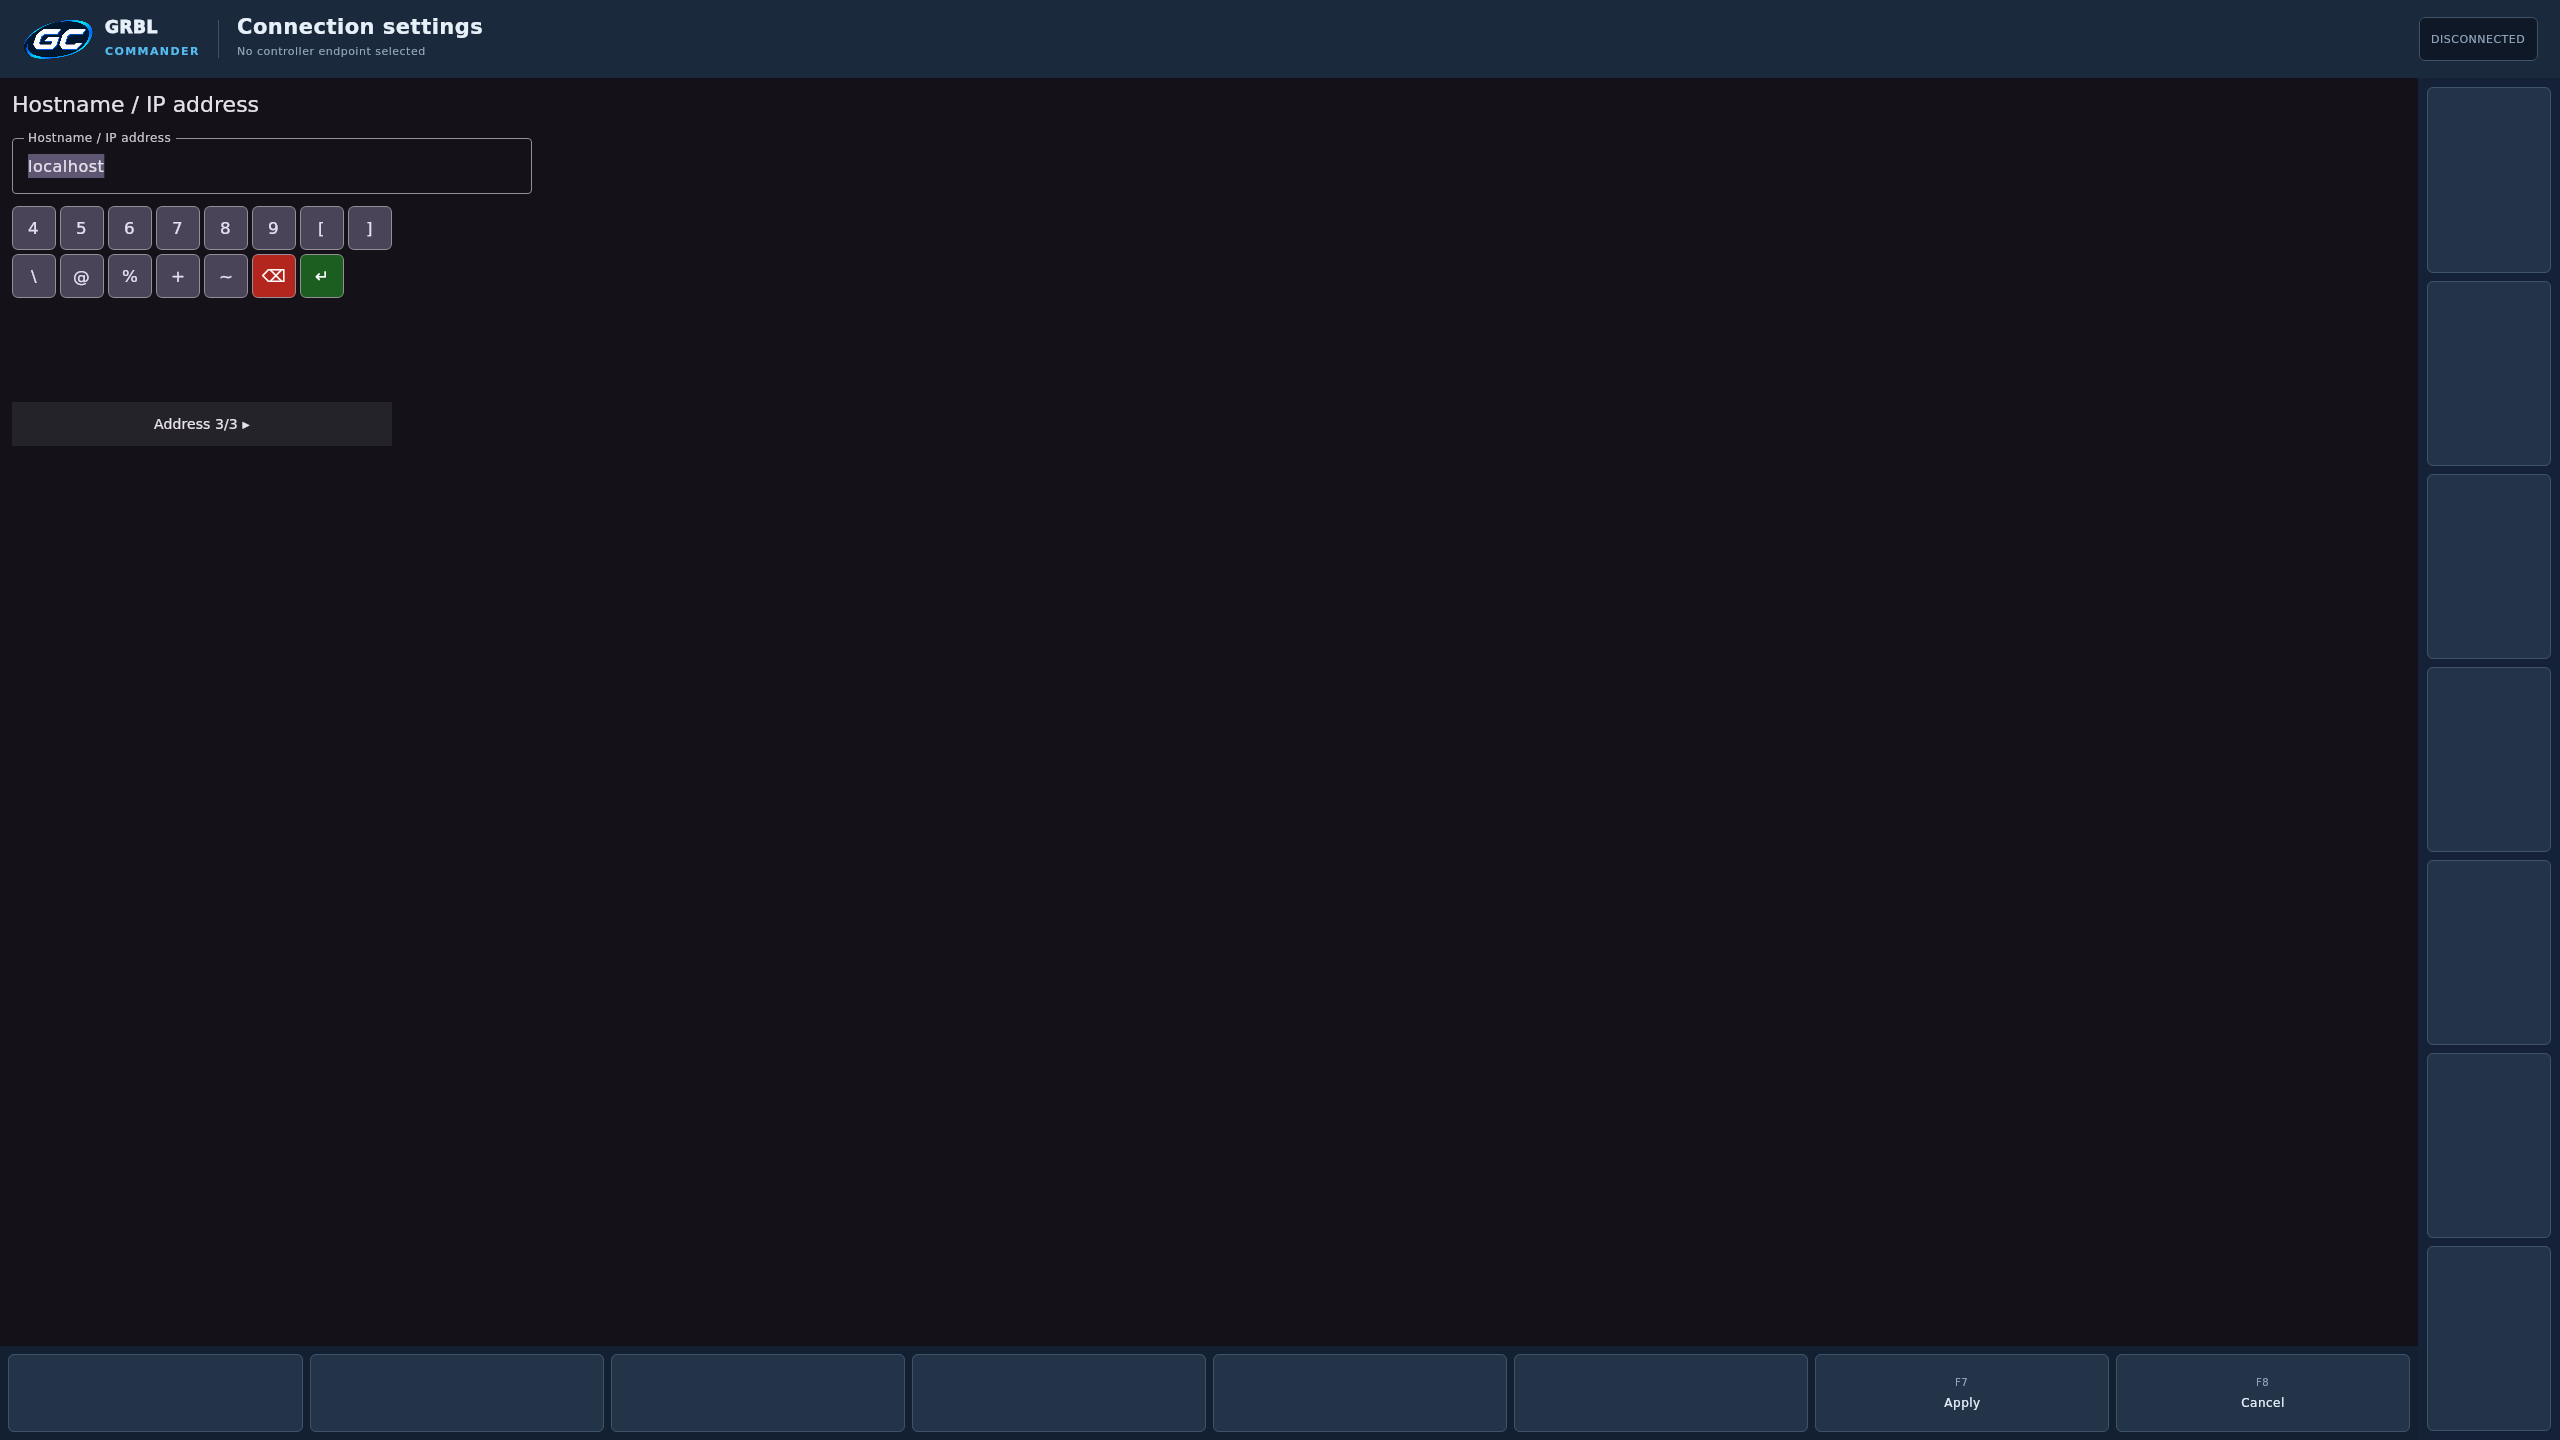 GC
GRBL
COMMANDER
Connection settings
No controller endpoint selected
DISCONNECTED
Hostname / IP address
Hostname / IP address
localhost
4 5 6 7 8 9 [ ]
\ @ % + ~ ⌫ ↵
Address 3/3 ▸
F7
Apply
F8
Cancel